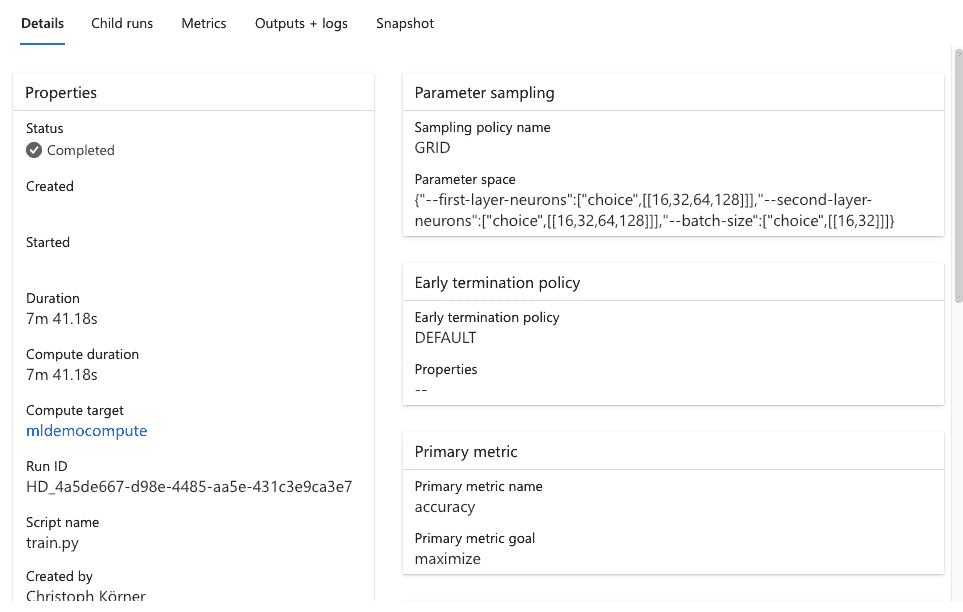 Details Child runs Metrics Outputs + logs Snapshot
Properties
Status
Completed
Created
Started
Duration
7m 41.18s
Compute duration
7m 41.18s
Compute target
mldemocompute
Run ID
HD_4a5de667-d98e-4485-aa5e-431c3e9ca3e7
Script name
train.py
Created by
Christoph Körner
Parameter sampling
Sampling policy name
GRID
Parameter space
{"--first-layer-neurons":["choice",[[16,32,64,128]]],"--second-layer-
neurons":["choice",[[16,32,64,128]]],"--batch-size":["choice",[[16,32]]]}
Early termination policy
Early termination policy
DEFAULT
Properties
--
Primary metric
Primary metric name
accuracy
Primary metric goal
maximize